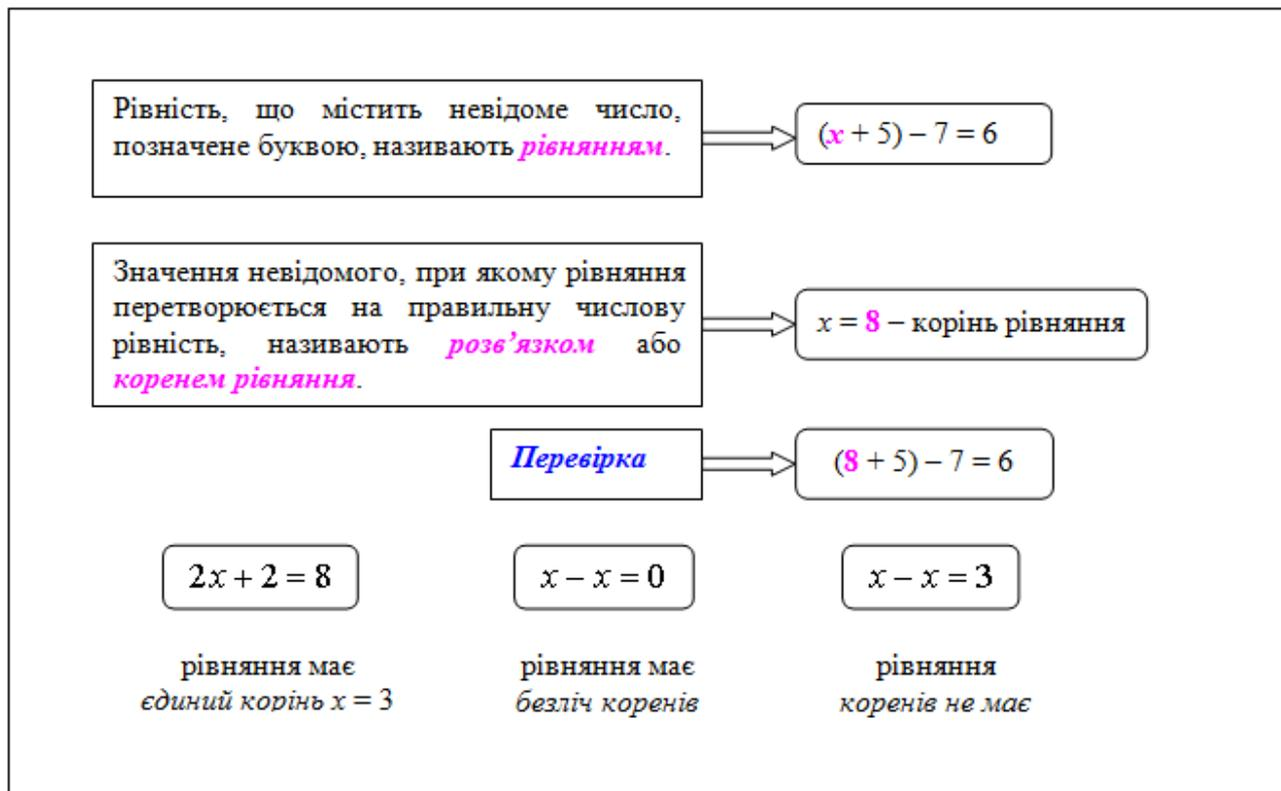 Рівність, що містить невідоме число,
позначене буквою, називають рівнянням.
(x + 5) – 7 = 6
Значення невідомого, при якому рівняння
перетворюється на правильну числову
рівність, називають розв’язком або
коренем рівняння.
x = 8 – корінь рівняння
Перевірка
(8 + 5) – 7 = 6
2x + 2 = 8
x – x = 0
x – x = 3
рівняння має
єдиний корінь x = 3
рівняння має
безліч коренів
рівняння
коренів не має